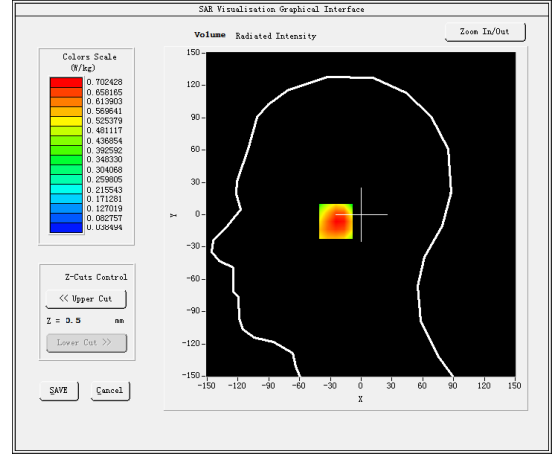 SAR Visualisation Graphical Interface
Volume Radiated Intensity
Zoom In/Out
Colors Scale
(W/kg)
0.702428
0.658165
0.613903
0.569641
0.525379
0.481117
0.436854
0.392592
0.348330
0.304068
0.259805
0.215543
0.171281
0.127019
0.082757
0.038494
Z-Cuts Control
<< Upper Cut
Z = 3.5 mm
Lower Cut >>
SAVE Cancel
150
120
90
60
30
0
-30
-60
-90
-120
-150
Y
-150 -120 -90 -60 -30 0 30 60 90 120 150
X